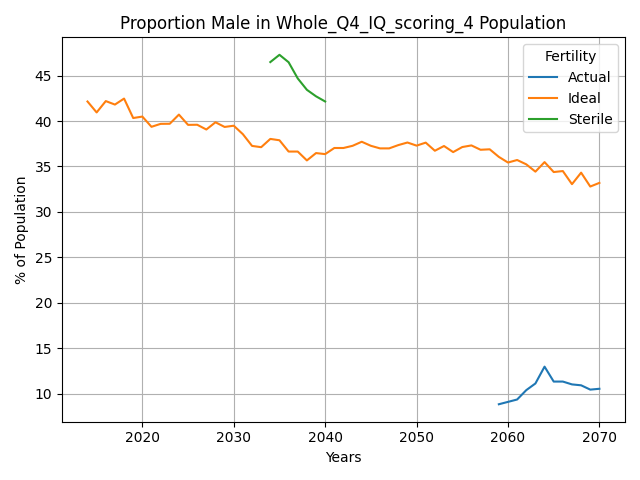 Proportion Male in Whole_Q4_IQ_scoring_4 Population
Fertility
Actual
Ideal
Sterile
% of Population
45
40
35
30
25
20
15
10
2020 2030 2040 2050 2060 2070
Years